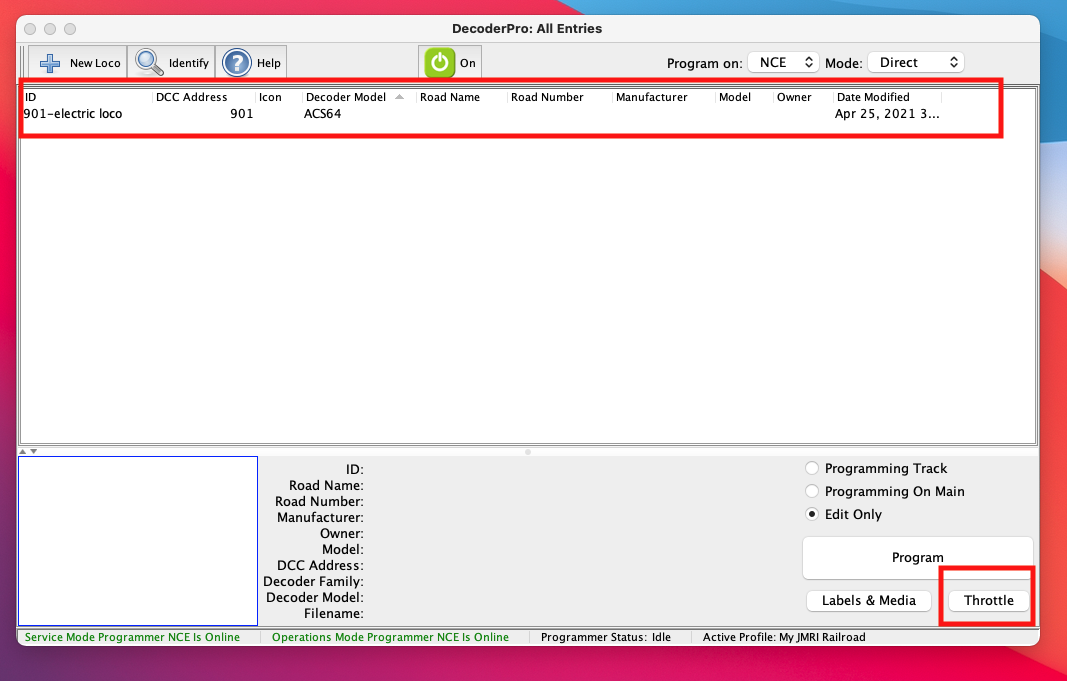 DecoderPro: All Entries
New Loco Identify Help On Program on: NCE Mode: Direct
ID DCC Address Icon Decoder Model Road Name Road Number Manufacturer Model Owner Date Modified
901-electric loco 901 ACS64 Apr 25, 2021 3...
ID:
Road Name:
Road Number:
Manufacturer:
Owner:
Model:
DCC Address:
Decoder Family:
Decoder Model:
Filename:
Programming Track
Programming On Main
Edit Only
Program
Labels & Media Throttle
Service Mode Programmer NCE Is Online Operations Mode Programmer NCE Is Online Programmer Status: Idle Active Profile: My JMRI Railroad